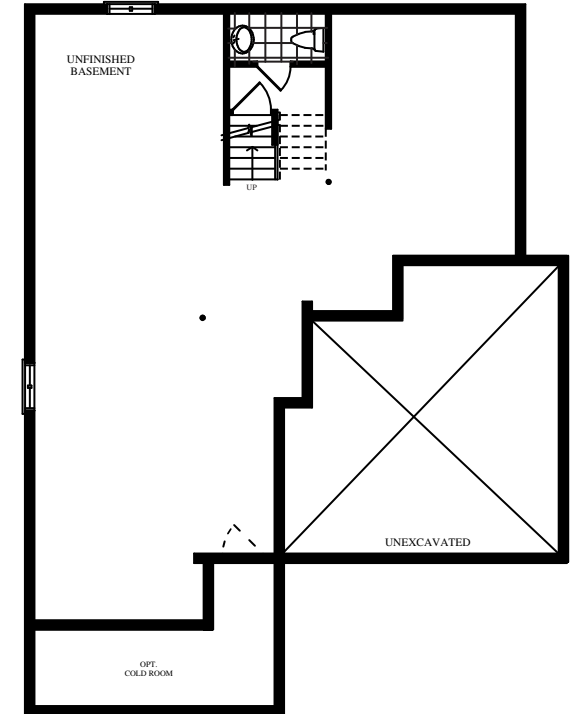 UNFINISHED
BASEMENT
UP
UNEXCAVATED
OPT.
COLD ROOM